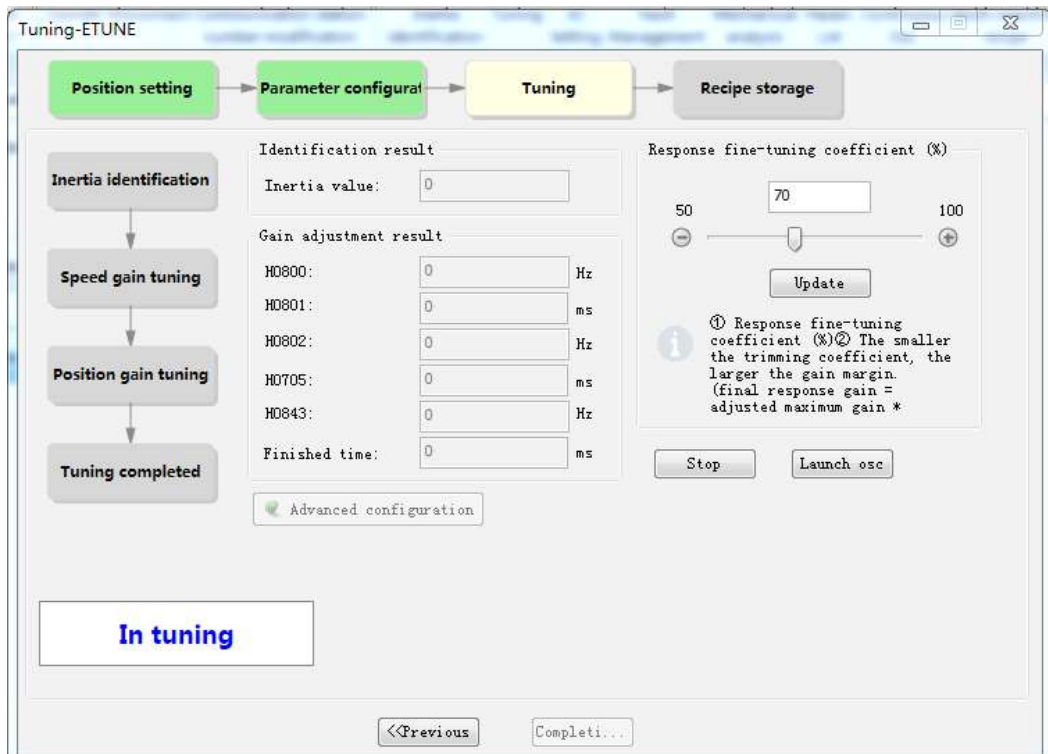 Tuning-ETUNE
Position setting
Parameter configurat
Tuning
Recipe storage
Inertia identification
Speed gain tuning
Position gain tuning
Tuning completed
Identification result
Inertia value: 0
Gain adjustment result
H0800: 0 Hz
H0801: 0 ms
H0802: 0 Hz
H0705: 0 ms
H0843: 0 Hz
Finished time: 0 ms
Advanced configuration
Response fine-tuning coefficient (%)
70
50 100
Update
① Response fine-tuning
coefficient (%)② The smaller
the trimming coefficient, the
larger the gain margin.
(final response gain =
adjusted maximum gain *
Stop
Launch osc
In tuning
<<Previous
Completi...